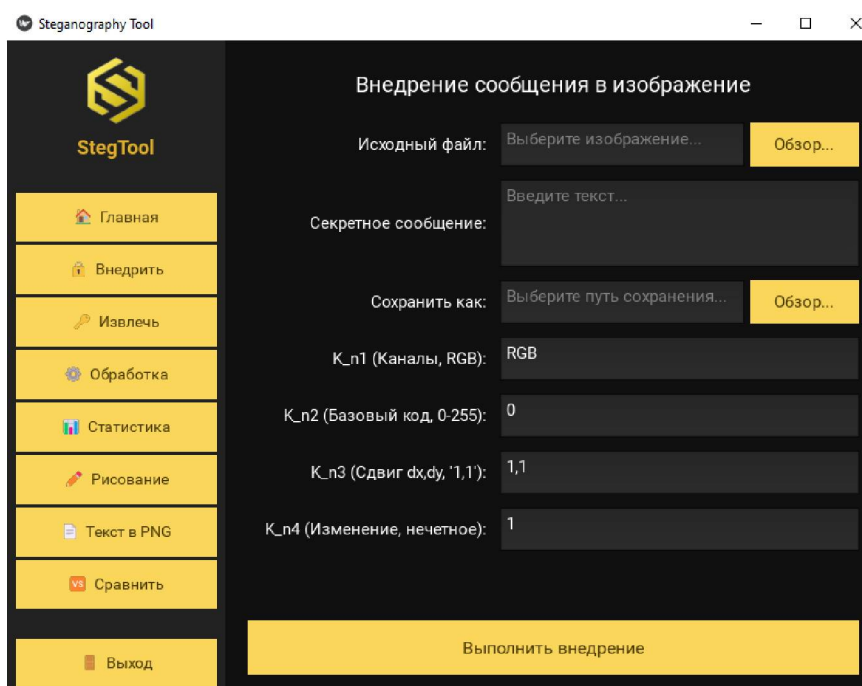 Steganography Tool
StegTool
🏠 Главная
🔒 Внедрить
🔑 Извлечь
⚙️ Обработка
📊 Статистика
✏️ Рисование
📄 Текст в PNG
🆚 Сравнить
🚪 Выход
Внедрение сообщения в изображение
Исходный файл: Выберите изображение... Обзор...
Секретное сообщение: Введите текст...
Сохранить как: Выберите путь сохранения... Обзор...
K_n1 (Каналы, RGB): RGB
K_n2 (Базовый код, 0-255): 0
K_n3 (Сдвиг dx,dy, '1,1'): 1,1
K_n4 (Изменение, нечетное): 1
Выполнить внедрение